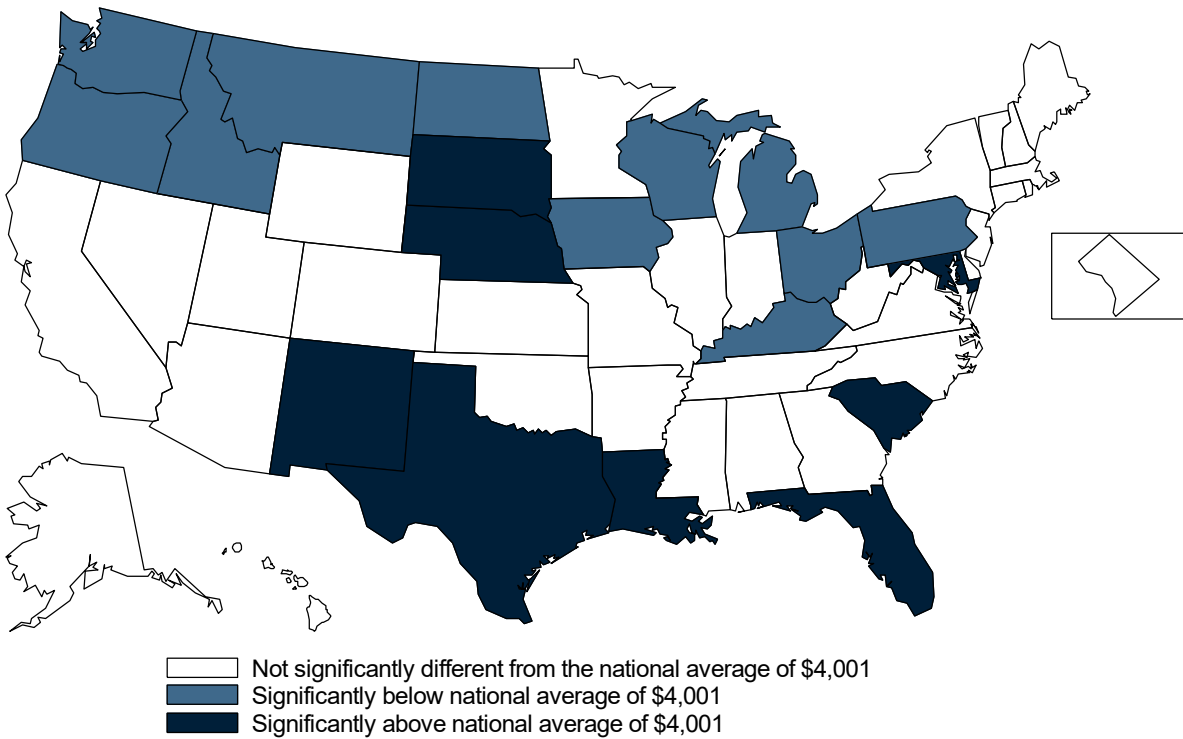 Not significantly different from the national average of $4,001
Significantly below national average of $4,001
Significantly above national average of $4,001